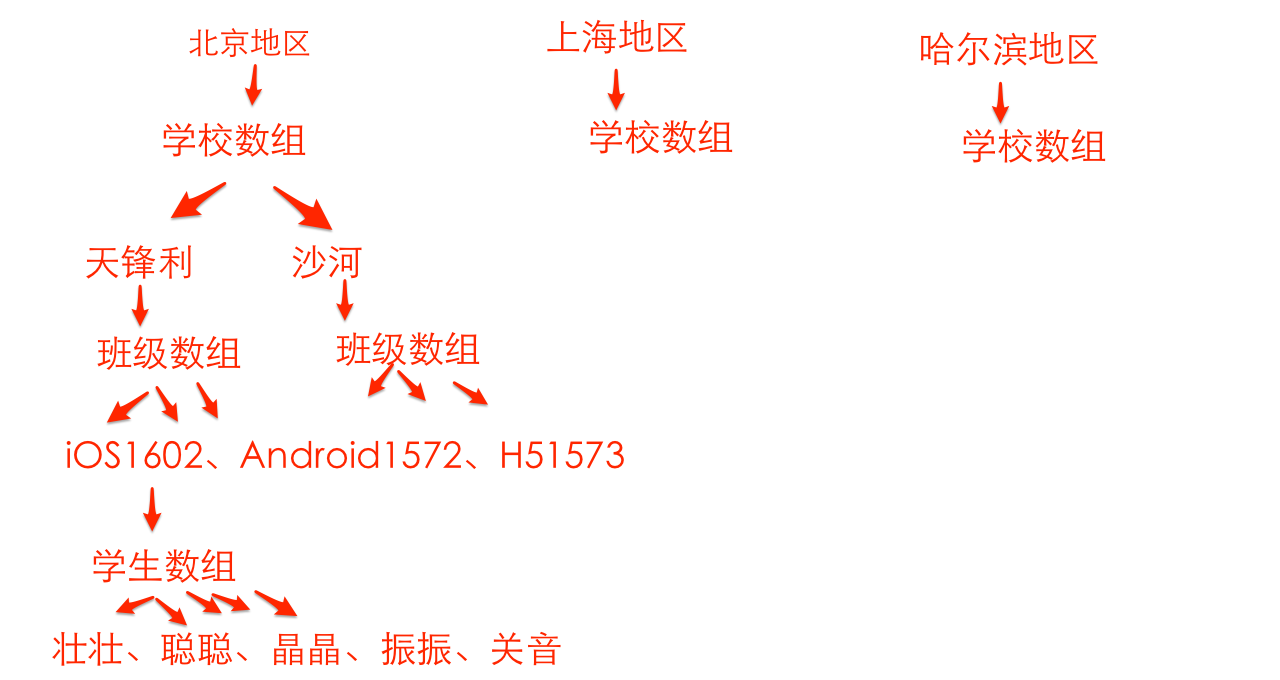 北京地区
上海地区
哈尔滨地区
学校数组
学校数组
学校数组
天锋利
沙河
班级数组
班级数组
iOS1602、Android1572、H51573
学生数组
壮壮、聪聪、晶晶、振振、关音